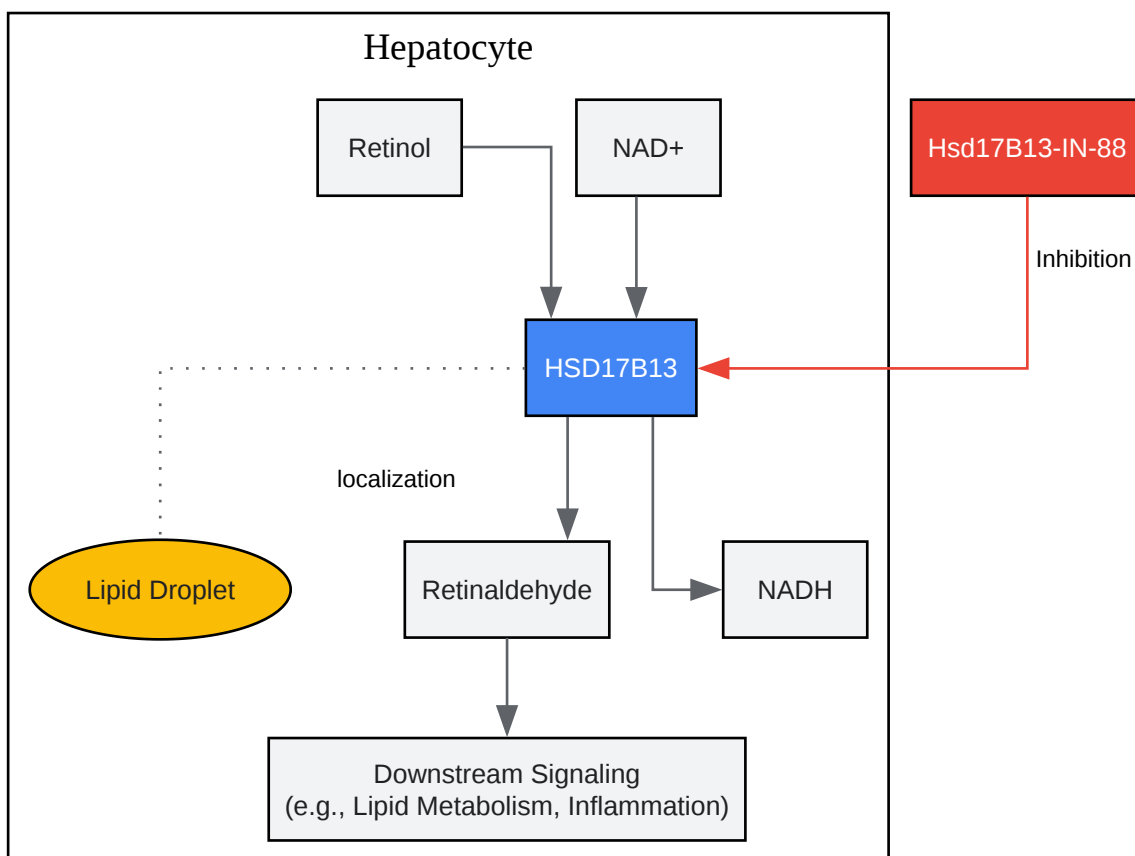 Hepatocyte
Retinol
NAD+
Hsd17B13-IN-88
Inhibition
HSD17B13
localization
Lipid Droplet
Retinaldehyde
NADH
Downstream Signaling
(e.g., Lipid Metabolism, Inflammation)